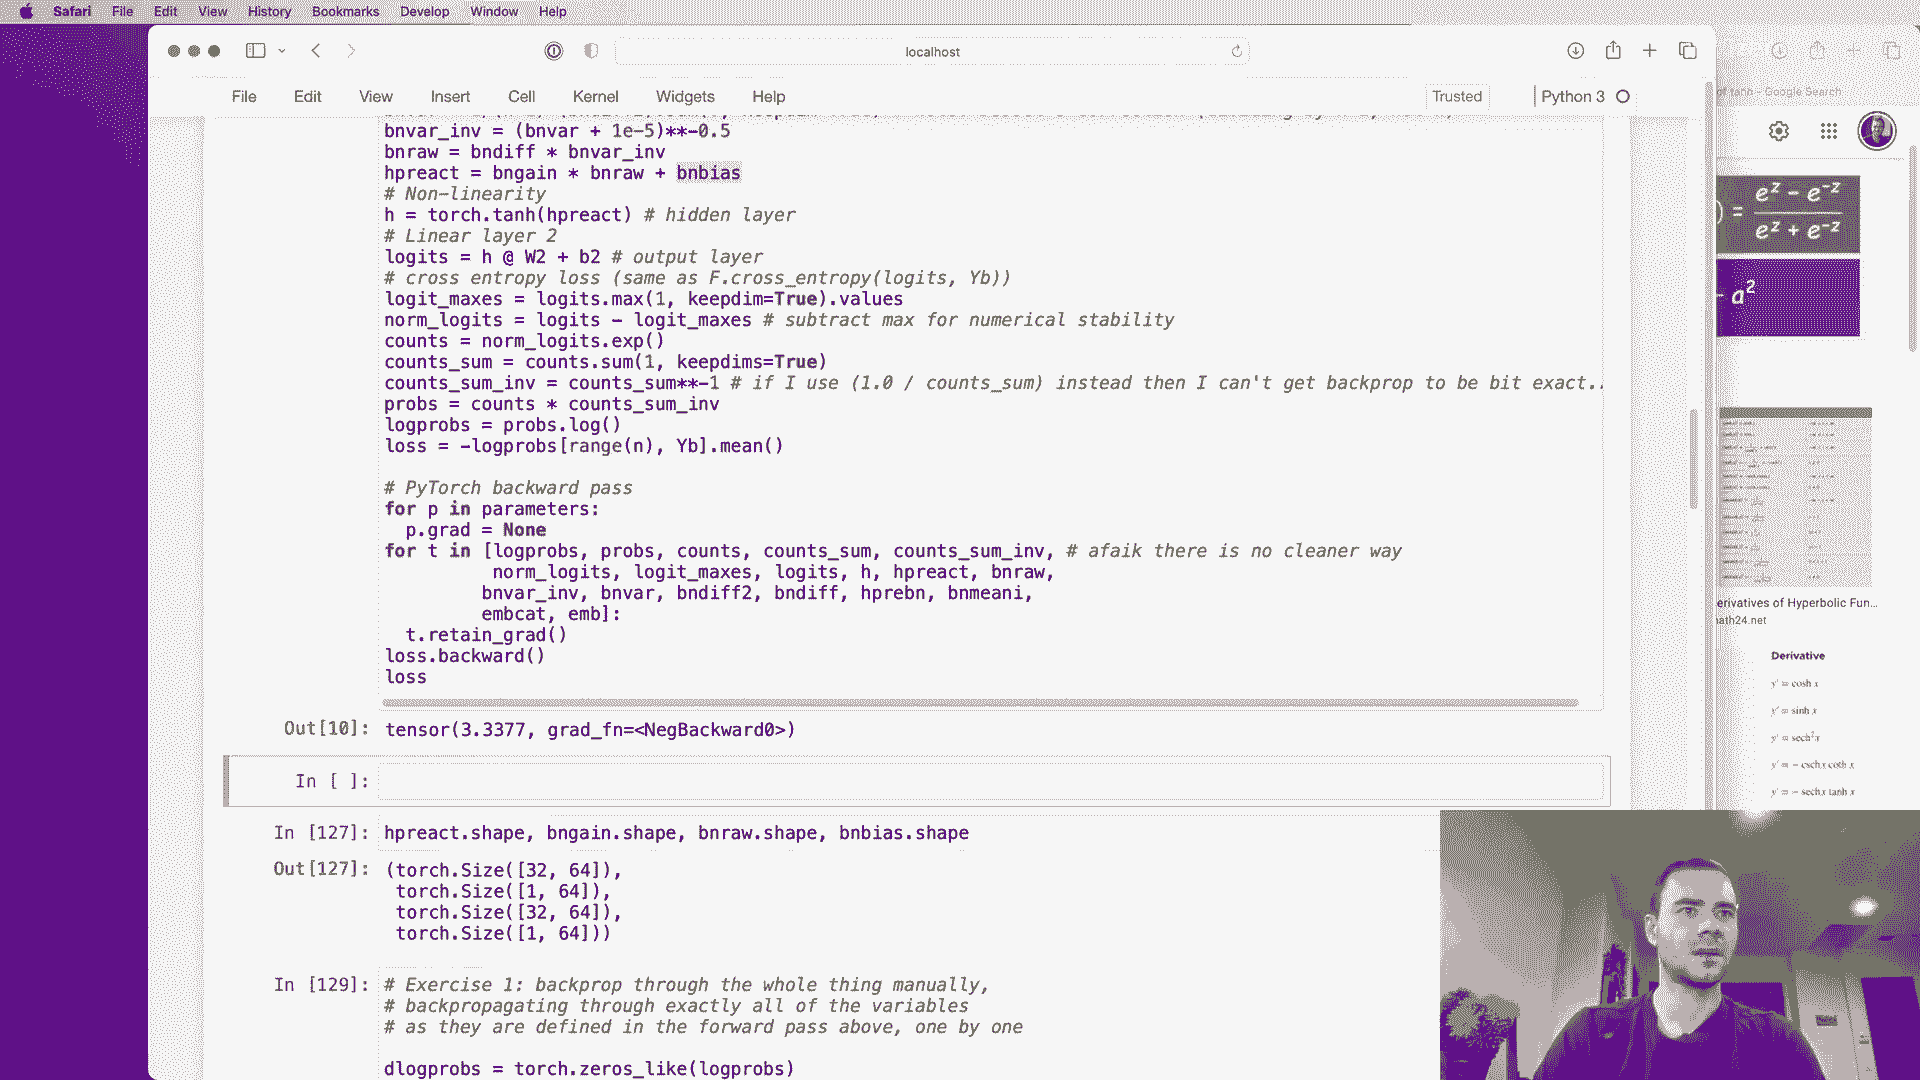 Safari File Edit View History Bookmarks Develop Window Help
localhost
File Edit View Insert Cell Kernel Widgets Help Trusted Python 3
of tanh - Google Search
bnvar_inv = (bnvar + 1e-5)**-0.5
bnraw = bndiff * bnvar_inv
hpreact = bngain * bnraw + bnbias
# Non-linearity
h = torch.tanh(hpreact) # hidden layer
# Linear layer 2
logits = h @ W2 + b2 # output layer
# cross entropy loss (same as F.cross_entropy(logits, Yb))
logit_maxes = logits.max(1, keepdim=True).values
norm_logits = logits - logit_maxes # subtract max for numerical stability
counts = norm_logits.exp()
counts_sum = counts.sum(1, keepdims=True)
counts_sum_inv = counts_sum**-1 # if I use (1.0 / counts_sum) instead then I can't get backprop to be bit exact..
probs = counts * counts_sum_inv
logprobs = probs.log()
loss = -logprobs[range(n), Yb].mean()
# PyTorch backward pass
for p in parameters:
p.grad = None
for t in [logprobs, probs, counts, counts_sum, counts_sum_inv, # afaik there is no cleaner way
norm_logits, logit_maxes, logits, h, hpreact, bnraw,
bnvar_inv, bnvar, bndiff2, bndiff, hprebn, bnmeani,
embcat, emb]:
t.retain_grad()
loss.backward()
loss
Out[10]: tensor(3.3377, grad_fn=<NegBackward0>)
In [ ]:
In [127]: hpreact.shape, bngain.shape, bnraw.shape, bnbias.shape
Out[127]: (torch.Size([32, 64]),
torch.Size([1, 64]),
torch.Size([32, 64]),
torch.Size([1, 64]))
In [129]: # Exercise 1: backprop through the whole thing manually,
# backpropagating through exactly all of the variables
# as they are defined in the forward pass above, one by one
dlogprobs = torch.zeros_like(logprobs)
) = e^z - e^-z
e^z + e^-z
- a²
erivatives of Hyperbolic Fun...
math24.net
Derivative
y' = cosh x
y' = sinh x
y' = sech² x
y' = - csch x coth x
y' = - sech x tanh x